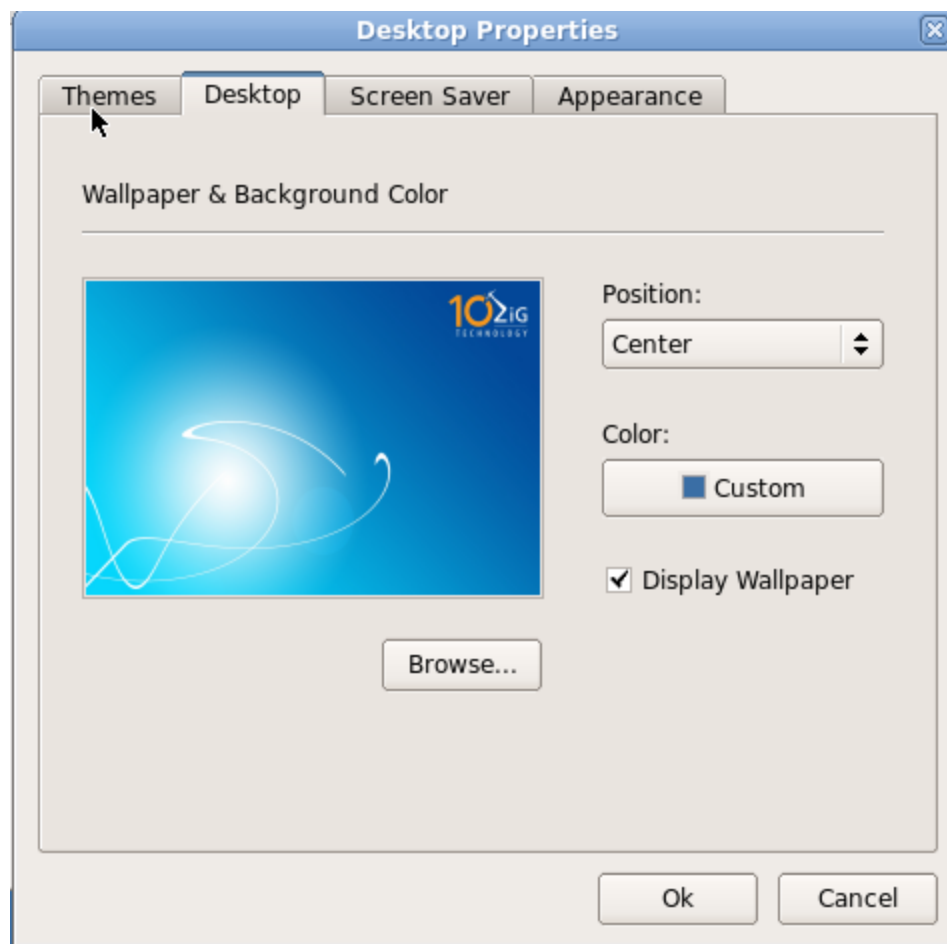 Desktop Properties
Themes Desktop Screen Saver Appearance
Wallpaper & Background Color
10ZiG
TECHNOLOGY
Position:
Center
Color:
Custom
Display Wallpaper
Browse...
Ok Cancel